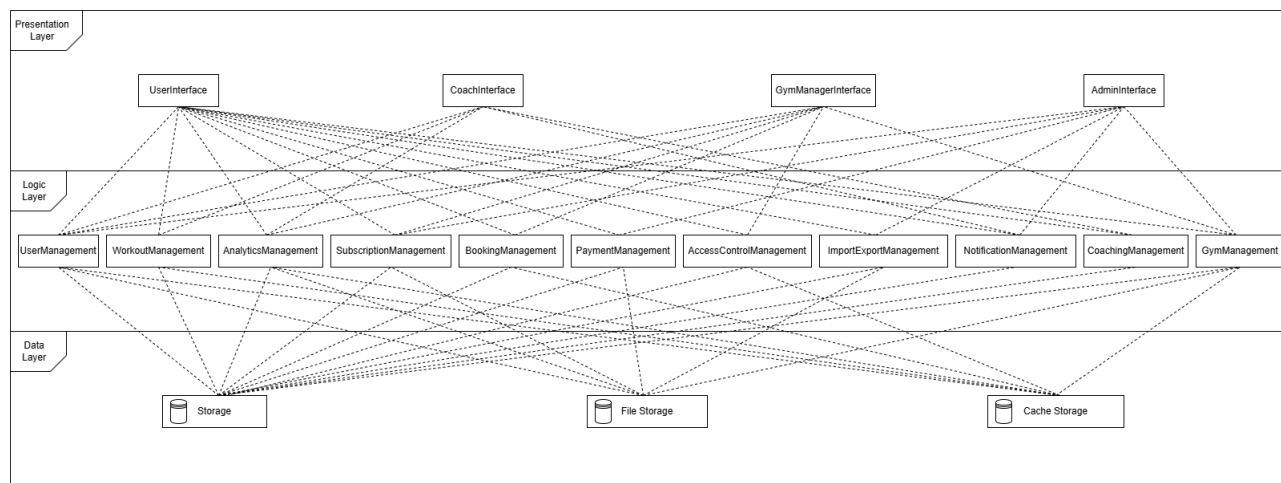 Presentation
Layer
UserInterface
CoachInterface
GymManagerInterface
AdminInterface
Logic
Layer
UserManagement
WorkoutManagement
AnalyticsManagement
SubscriptionManagement
BookingManagement
PaymentManagement
AccessControlManagement
ImportExportManagement
NotificationManagement
CoachingManagement
GymManagement
Data
Layer
Storage
File Storage
Cache Storage